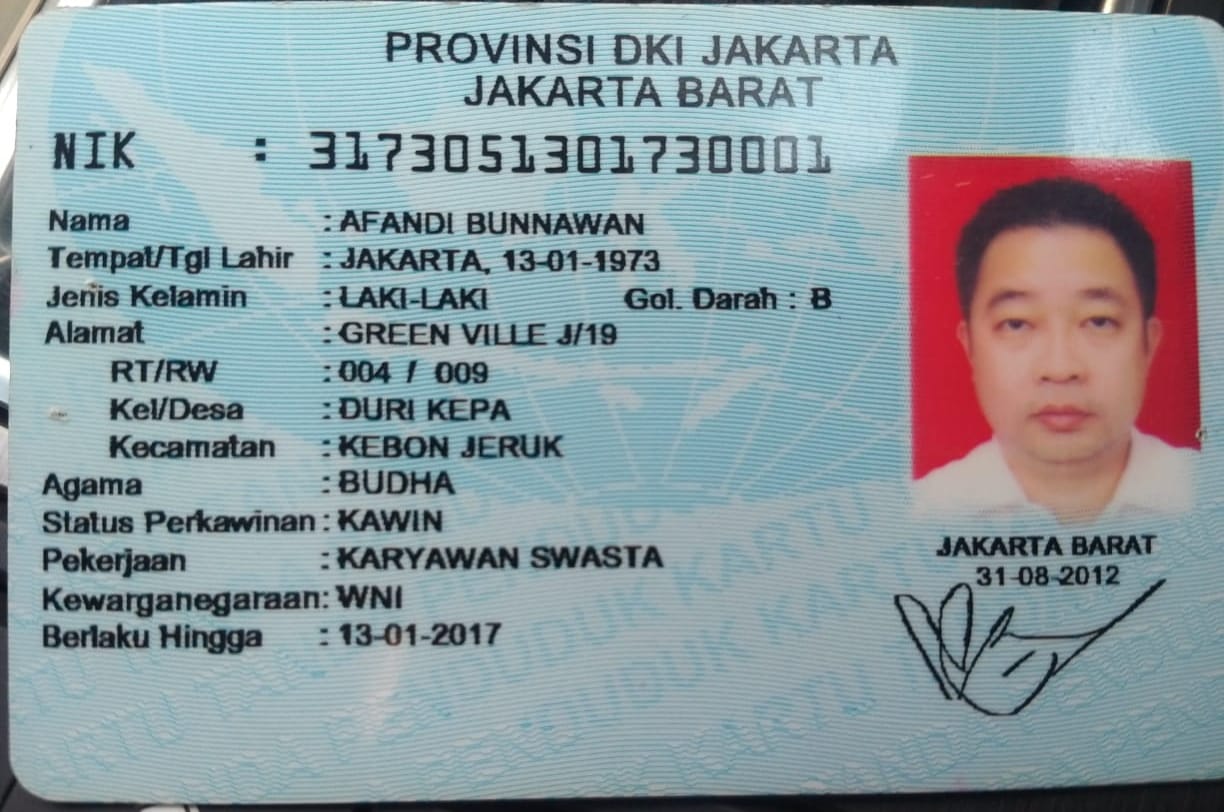 PROVINSI DKI JAKARTA
JAKARTA BARAT
NIK : 3173051301730001
Nama : AFANDI BUNNAWAN
Tempat/Tgl Lahir : JAKARTA, 13-01-1973
Jenis Kelamin : LAKI-LAKI Gol. Darah : B
Alamat : GREEN VILLE J/19
RT/RW : 004 / 009
Kel/Desa : DURI KEPA
Kecamatan : KEBON JERUK
Agama : BUDHA
Status Perkawinan : KAWIN
Pekerjaan : KARYAWAN SWASTA
Kewarganegaraan: WNI
Berlaku Hingga : 13-01-2017
JAKARTA BARAT
31-08-2012